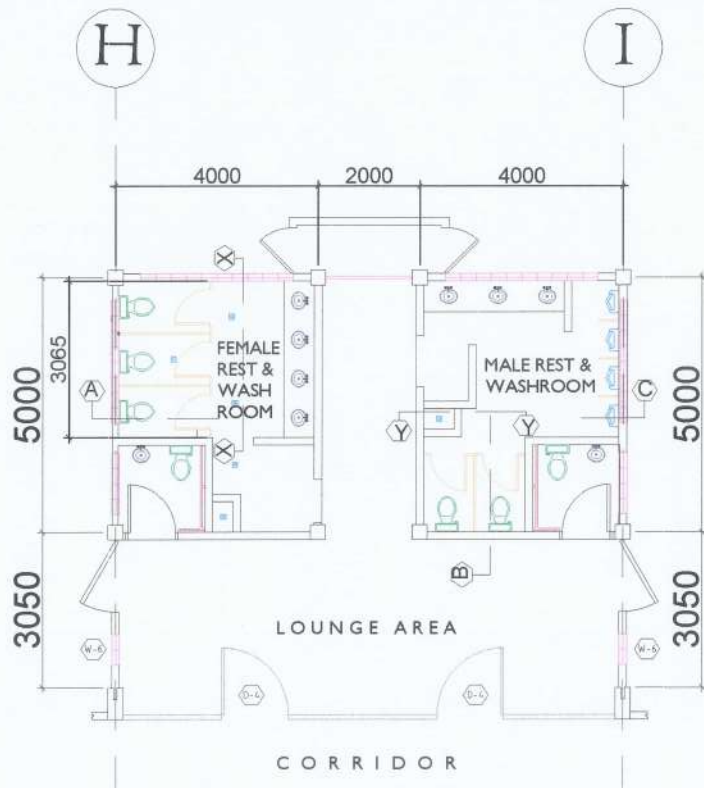 H
I
4000
2000
4000
X
3065
5000
FEMALE
REST &
WASH
ROOM
MALE REST &
WASHROOM
5000
A
C
Y
Y
X
B
3050
LOUNGE AREA
3050
W-6
W-6
D-4
D-4
CORRIDOR